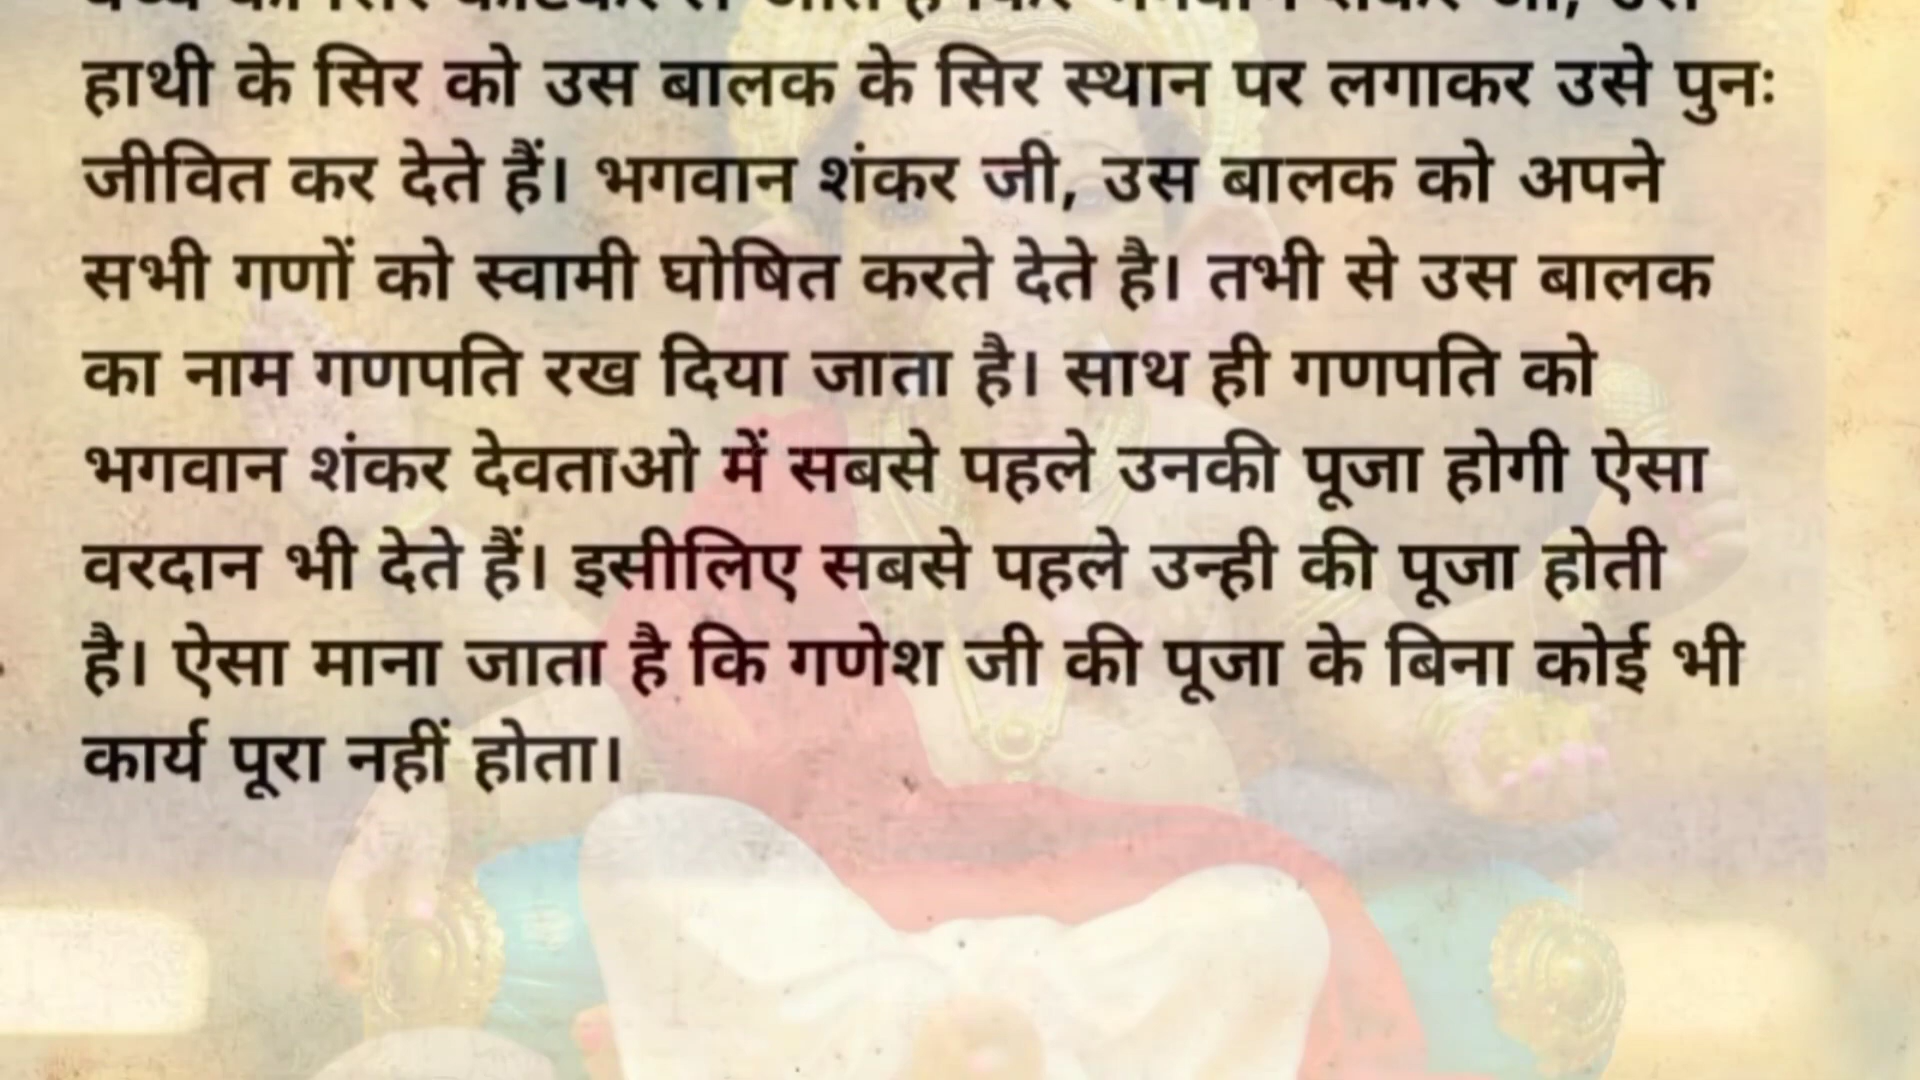 हाथी के सिर को उस बालक के सिर स्थान पर लगाकर उसे पुनः
जीवित कर देते हैं। भगवान शंकर जी, उस बालक को अपने
सभी गणों को स्वामी घोषित करते देते है। तभी से उस बालक
का नाम गणपति रख दिया जाता है। साथ ही गणपति को
भगवान शंकर देवताओ में सबसे पहले उनकी पूजा होगी ऐसा
वरदान भी देते हैं। इसीलिए सबसे पहले उन्ही की पूजा होती
है। ऐसा माना जाता है कि गणेश जी की पूजा के बिना कोई भी
कार्य पूरा नहीं होता।